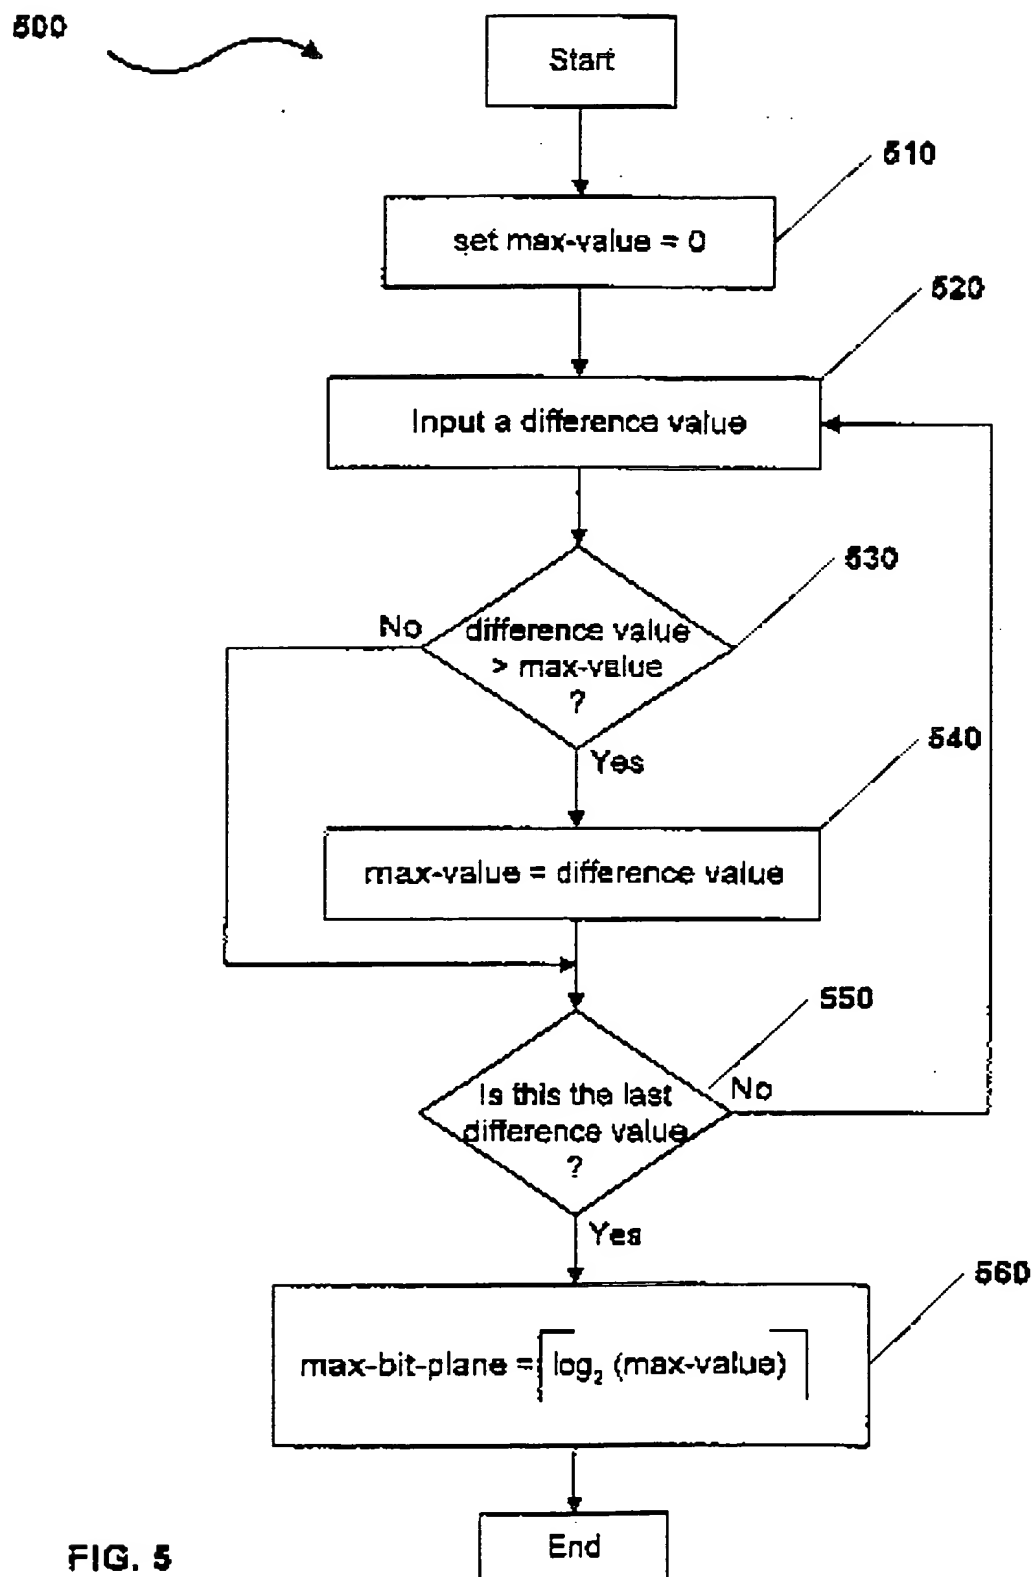 500
Start
510
set max-value = 0
520
Input a difference value
530
No
difference value
> max-value
?
Yes
540
max-value = difference value
550
Is this the last
difference value
?
No
Yes
560
max-bit-plane = ⌈log₂ (max-value)⌉
End
FIG. 5